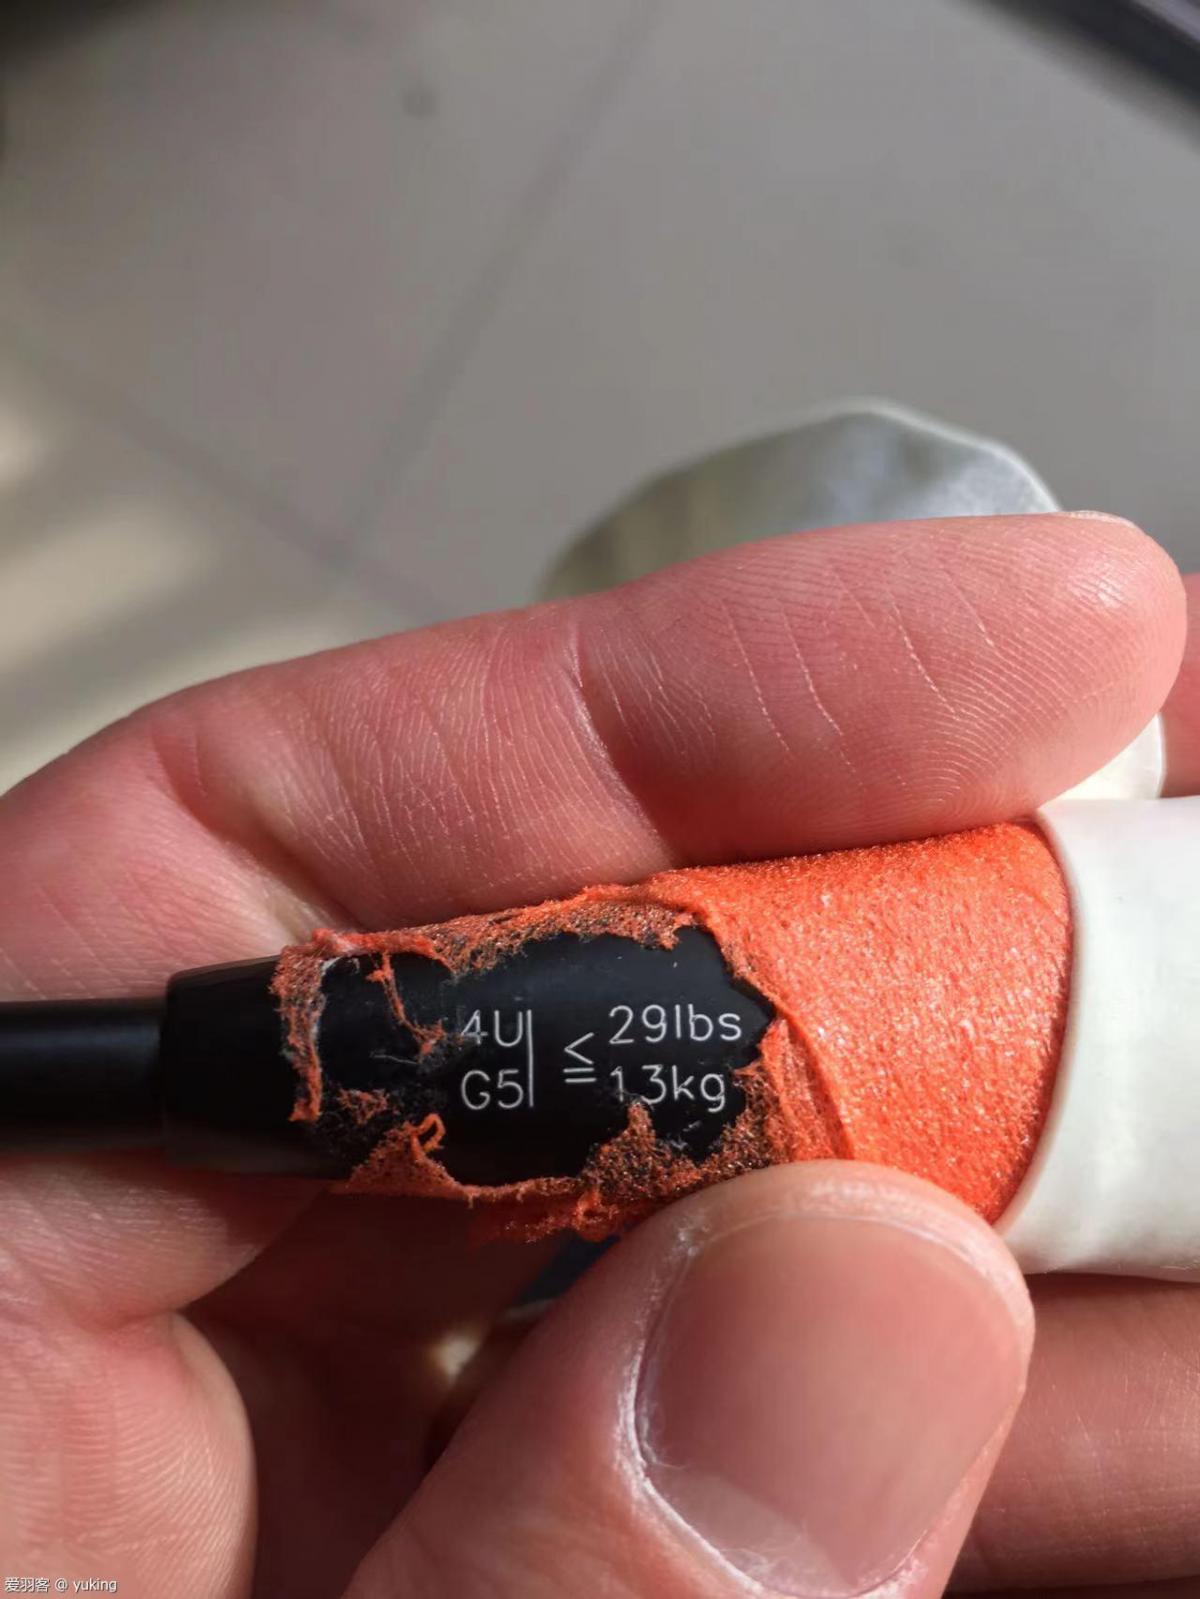 4U
G5
≦
29lbs
13kg
爱羽客 @ yuking